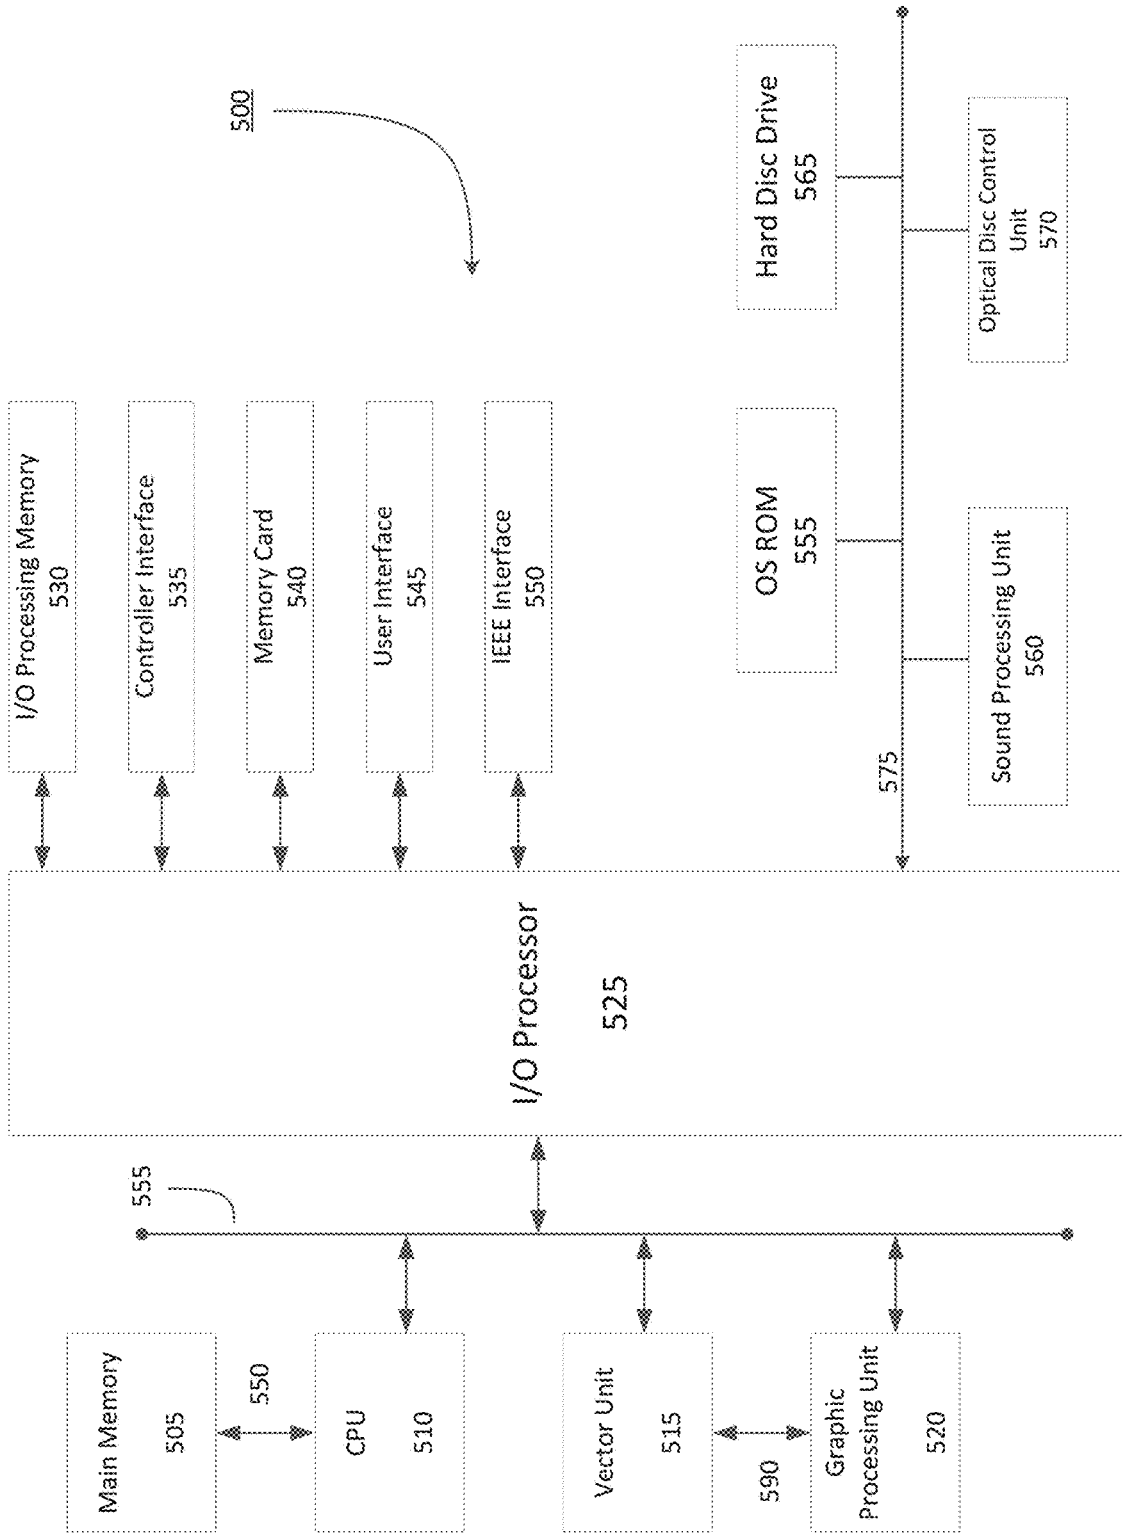 500
Main Memory
505
550
CPU
510
Vector Unit
515
590
Graphic
Processing Unit
520
555
I/O Processor
525
I/O Processing Memory
530
Controller Interface
535
Memory Card
540
User Interface
545
IEEE Interface
550
575
OS ROM
555
Hard Disc Drive
565
Sound Processing Unit
560
Optical Disc Control
Unit
570